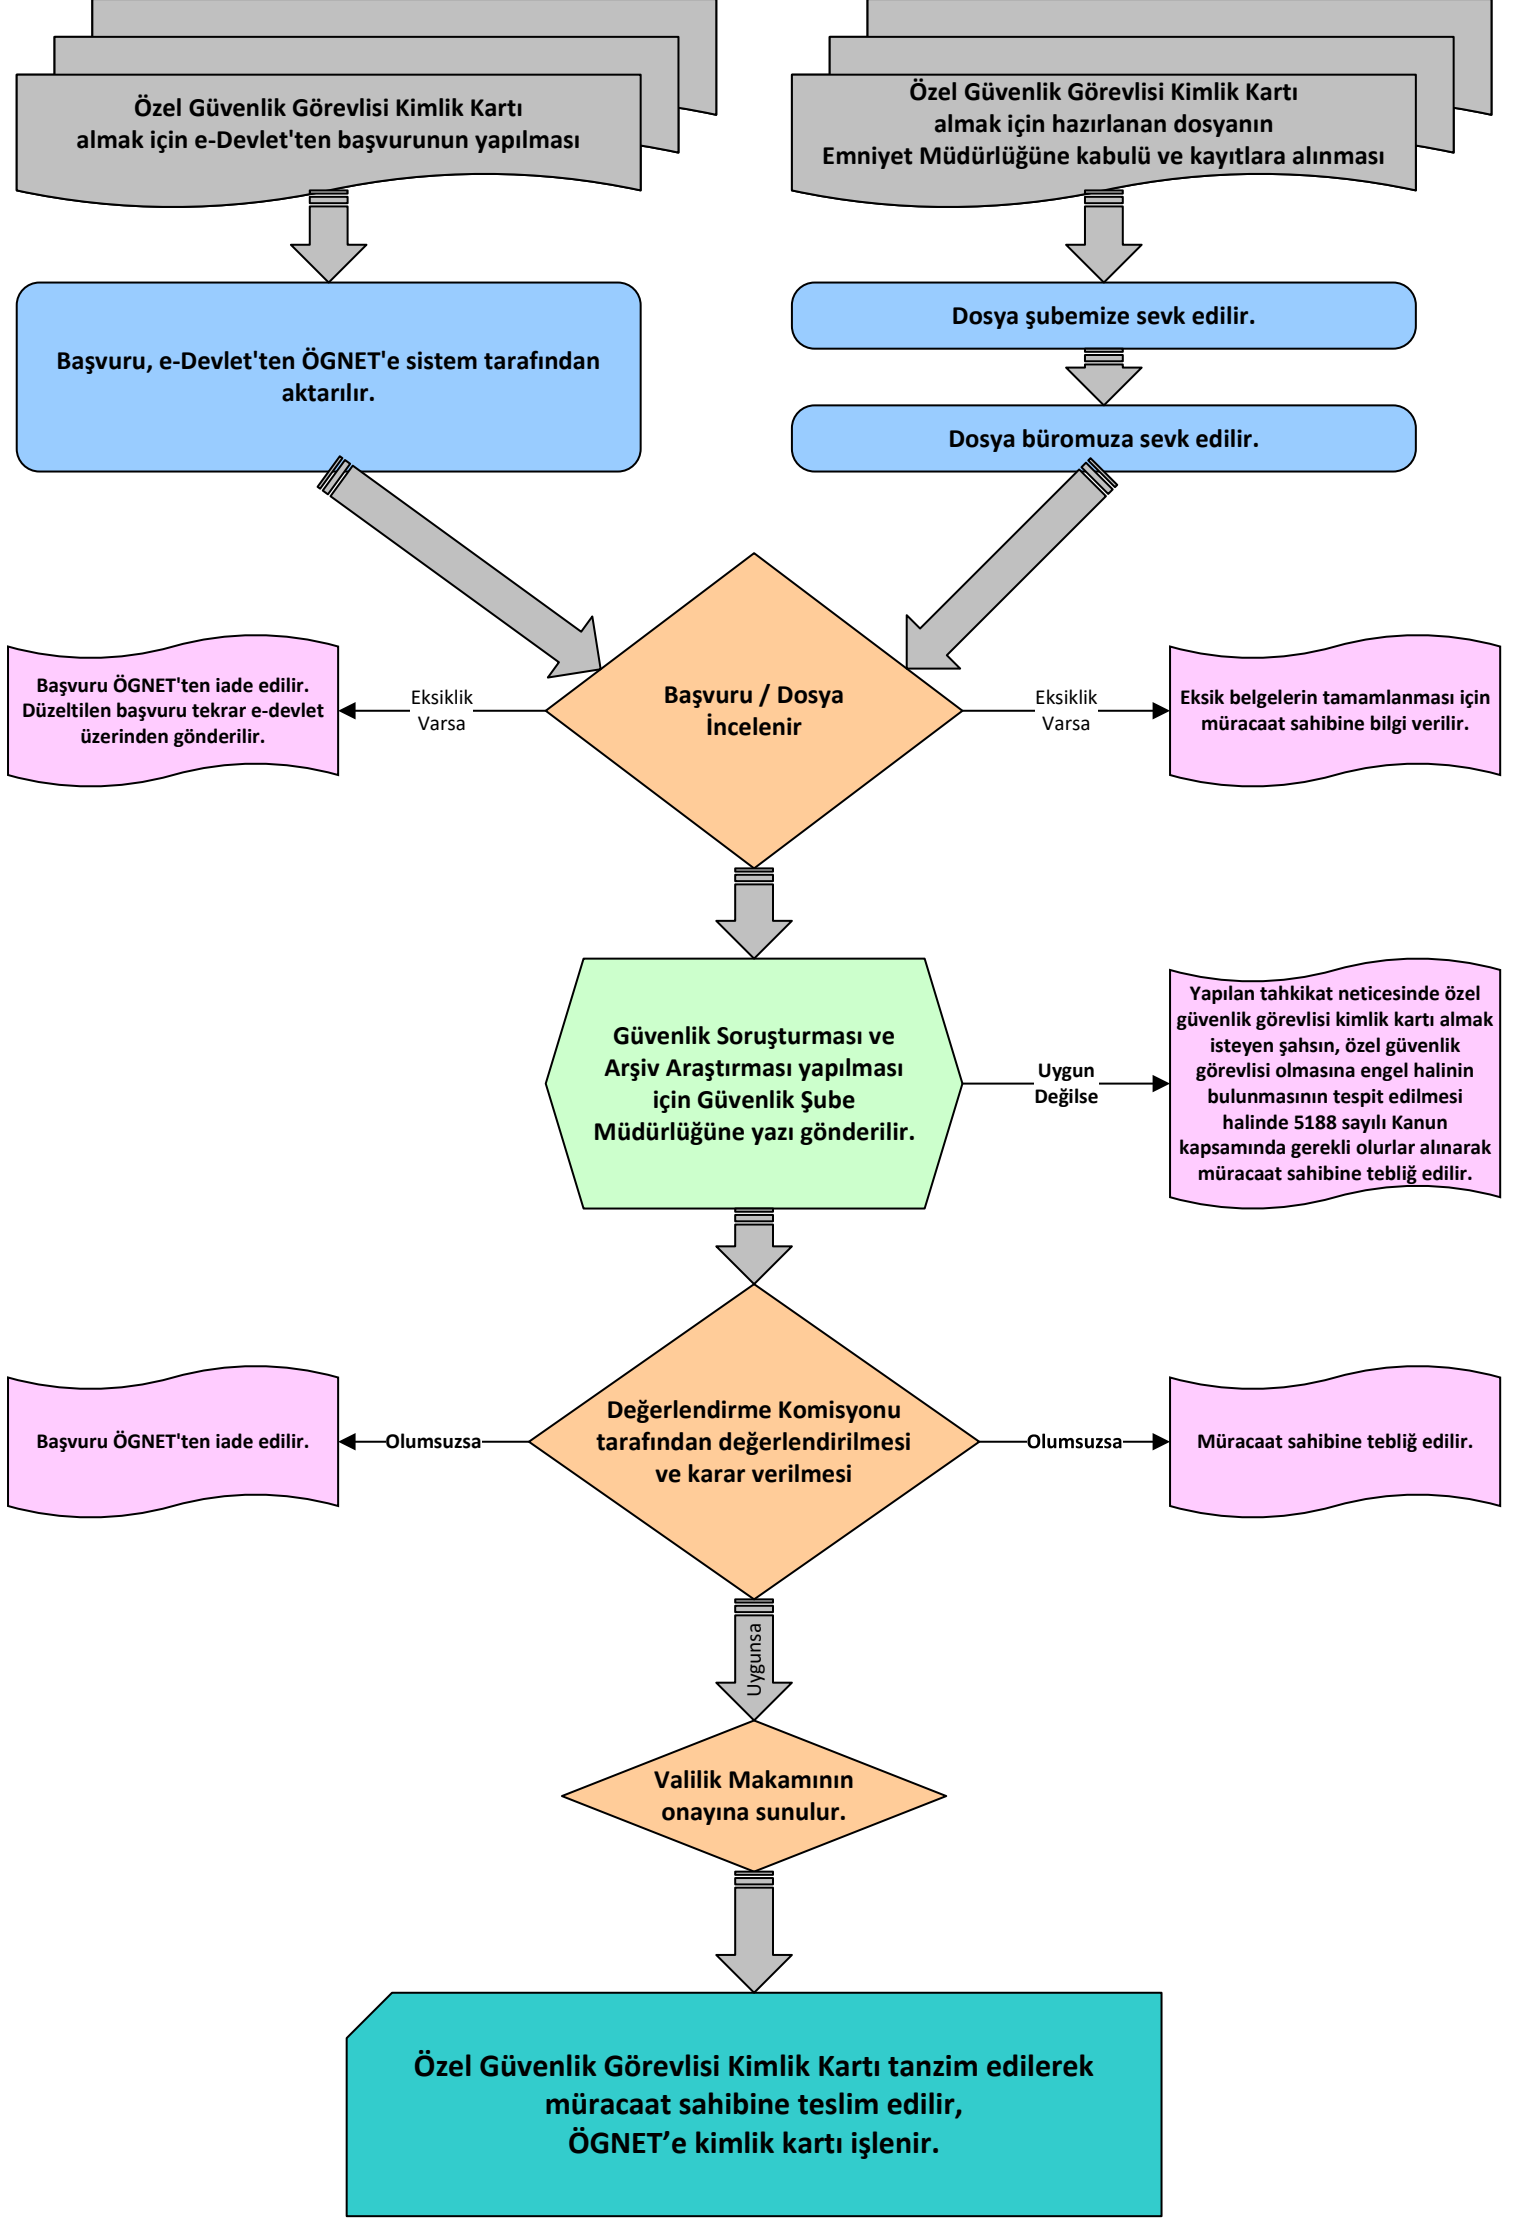 Özel Güvenlik Görevlisi Kimlik Kartı
almak için e-Devlet'ten başvurunun yapılması
Özel Güvenlik Görevlisi Kimlik Kartı
almak için hazırlanan dosyanın
Emniyet Müdürlüğüne kabulü ve kayıtlara alınması
Başvuru, e-Devlet'ten ÖGNET'e sistem tarafından
aktarılır.
Dosya şubemize sevk edilir.
Dosya büromuza sevk edilir.
Başvuru / Dosya
İncelenir
Eksiklik
Varsa
Başvuru ÖGNET'ten iade edilir.
Düzeltilen başvuru tekrar e-devlet
üzerinden gönderilir.
Eksiklik
Varsa
Eksik belgelerin tamamlanması için
müracaat sahibine bilgi verilir.
Güvenlik Soruşturması ve
Arşiv Araştırması yapılması
için Güvenlik Şube
Müdürlüğüne yazı gönderilir.
Uygun
Değilse
Yapılan tahkikat neticesinde özel
güvenlik görevlisi kimlik kartı almak
isteyen şahsın, özel güvenlik
görevlisi olmasına engel halinin
bulunmasının tespit edilmesi
halinde 5188 sayılı Kanun
kapsamında gerekli olurlar alınarak
müracaat sahibine tebliğ edilir.
Değerlendirme Komisyonu
tarafından değerlendirilmesi
ve karar verilmesi
Olumsuzsa
Başvuru ÖGNET'ten iade edilir.
Olumsuzsa
Müracaat sahibine tebliğ edilir.
Uygunsa
Valilik Makamının
onayına sunulur.
Özel Güvenlik Görevlisi Kimlik Kartı tanzim edilerek
müracaat sahibine teslim edilir,
ÖGNET’e kimlik kartı işlenir.